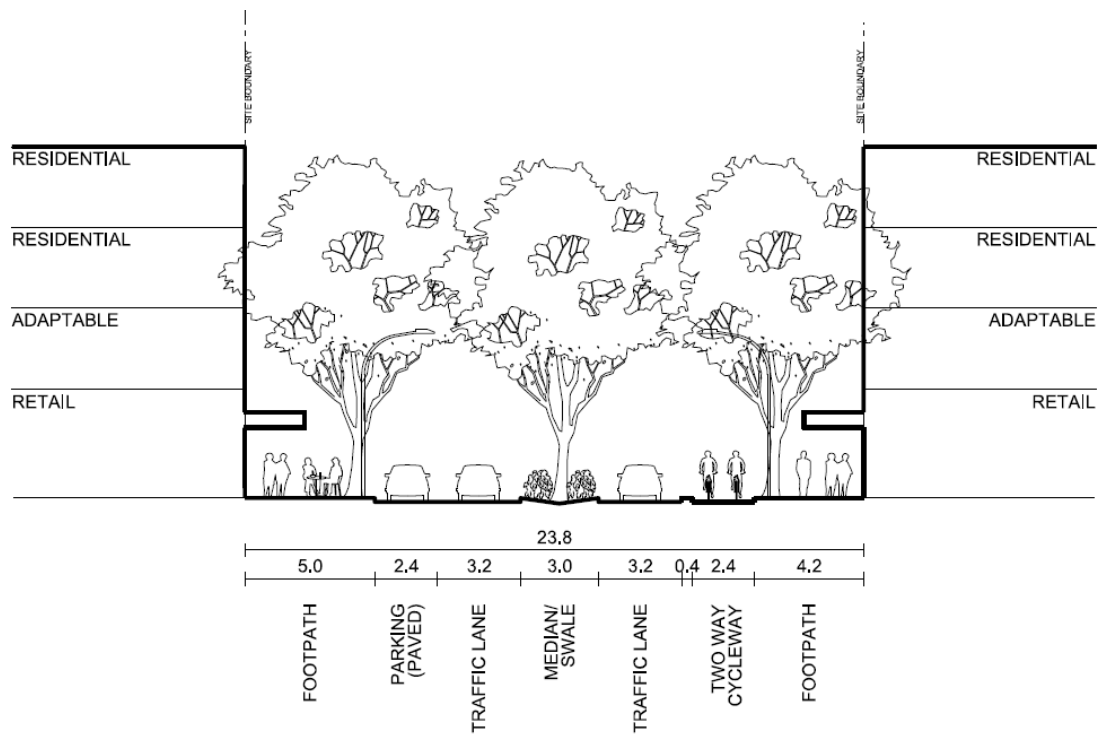 SITE BOUNDARY
SITE BOUNDARY
RESIDENTIAL
RESIDENTIAL
RESIDENTIAL
RESIDENTIAL
ADAPTABLE
ADAPTABLE
RETAIL
RETAIL
23.8
5.0 2.4 3.2 3.0 3.2 0.4 2.4 4.2
FOOTPATH
PARKING
(PAVED)
TRAFFIC LANE
MEDIAN/
SWALE
TRAFFIC LANE
TWO WAY
CYCLEWAY
FOOTPATH